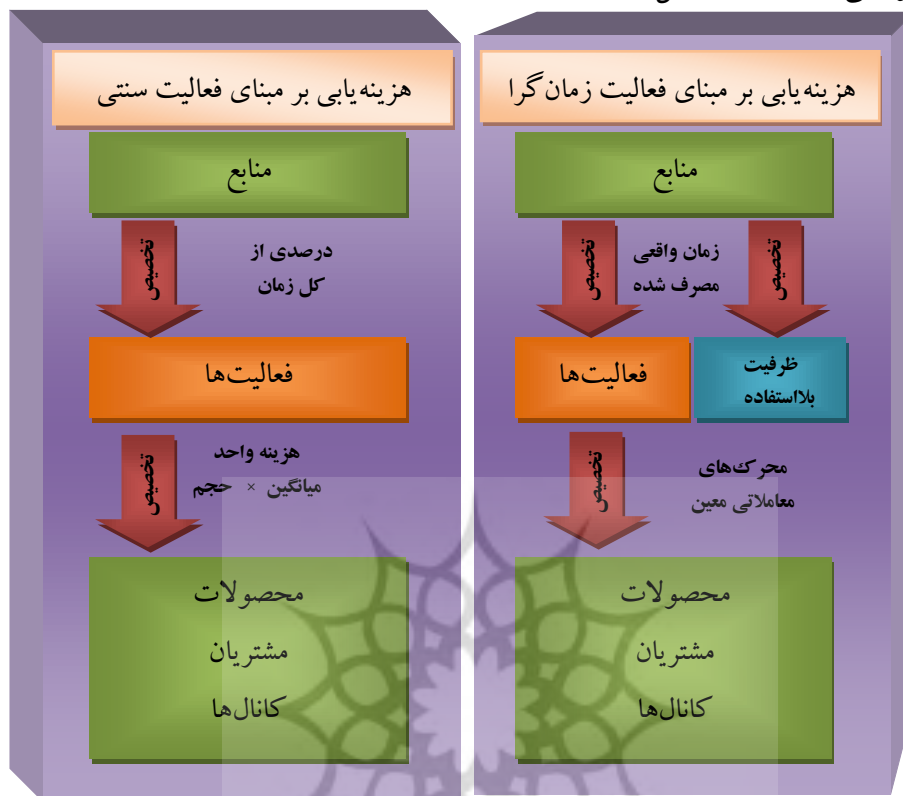 هزینه‌یابی بر مبنای فعالیت زمان‌گرا
منابع
تخصیص
زمان واقعی
مصرف شده
تخصیص
فعالیت‌ها
ظرفیت
بلااستفاده
تخصیص
محرک‌های
معاملاتی معین
محصولات
مشتریان
کانال‌ها
هزینه‌یابی بر مبنای فعالیت سنتی
منابع
تخصیص
درصدی از
کل زمان
فعالیت‌ها
تخصیص
هزینه واحد
میانگین × حجم
محصولات
مشتریان
کانال‌ها